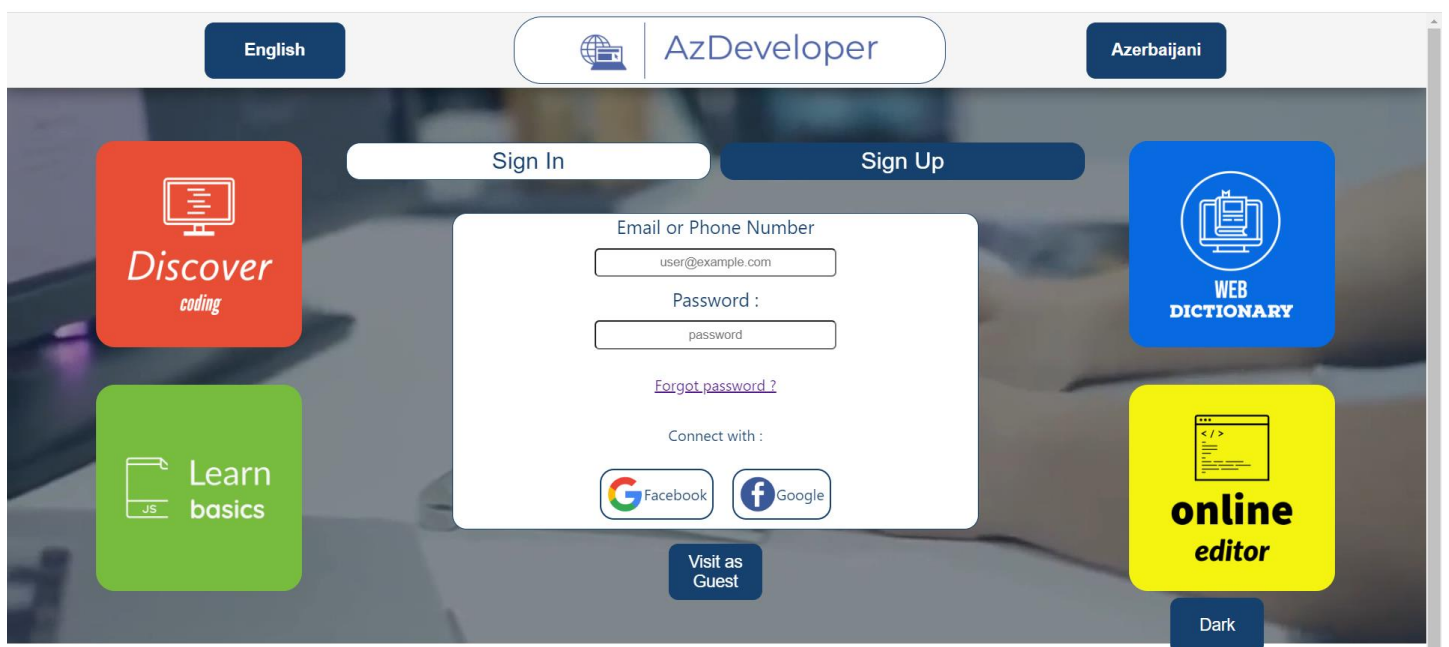 English
AzDeveloper
Azerbaijani
Sign In
Sign Up
Discover
coding
Learn
JS basics
Email or Phone Number
user@example.com
Password :
password
Forgot password ?
Connect with :
Facebook
Google
Visit as
Guest
WEB
DICTIONARY
</>
online
editor
Dark